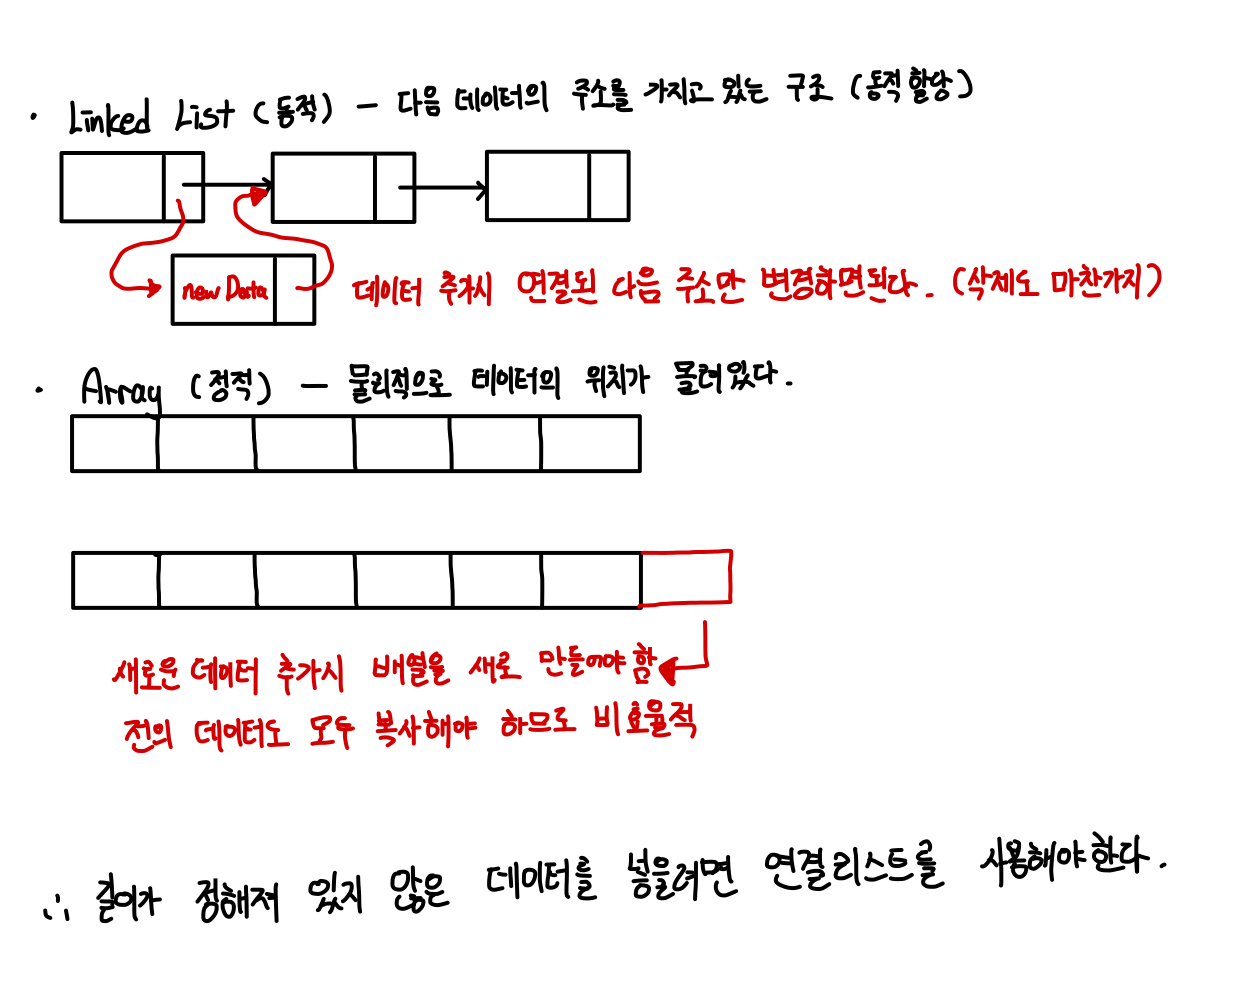 · Linked List (동적) - 다음 데이터의 주소를 가지고 있는 구조 (동적할당)
new Data
데이터 추가시 연결된 다음 주소만 변경하면된다. (삭제도 마찬가지)
· Array (정적) - 물리적으로 데이터의 위치가 몰려있다.
새로운 데이터 추가시 배열을 새로 만들어야 함
전의 데이터도 모두 복사해야 하므로 비효율적
∴ 길이가 정해져 있지 않은 데이터를 넣을려면 연결리스트를 사용해야한다.